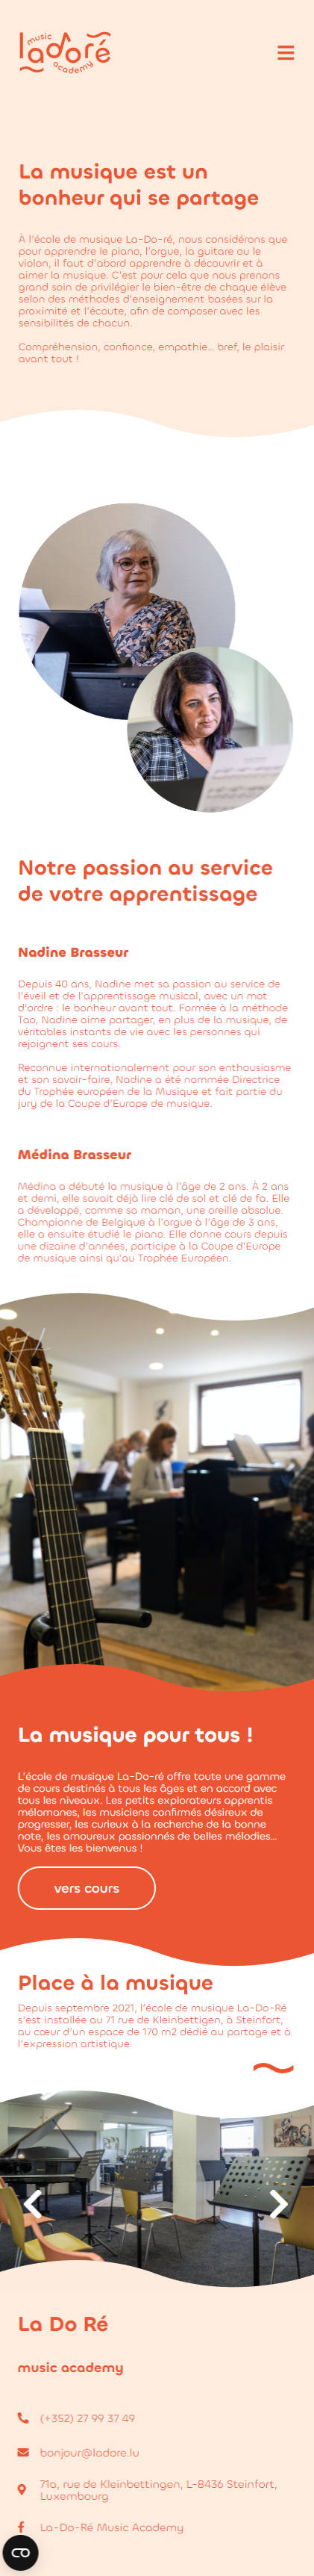 music
ladoré
academy
La musique est un
bonheur qui se partage
À l'école de musique La-Do-ré, nous considérons que
pour apprendre le piano, l'orgue, la guitare ou le
violon, il faut d'abord apprendre à découvrir et à
aimer la musique. C'est pour cela que nous prenons
grand soin de privilégier le bien-être de chaque élève
selon des méthodes d'enseignement basées sur la
proximité et l'écoute, afin de composer avec les
sensibilités de chacun.
Compréhension, confiance, empathie… bref, le plaisir
avant tout !
Notre passion au service
de votre apprentissage
Nadine Brasseur
Depuis 40 ans, Nadine met sa passion au service de
l'éveil et de l'apprentissage musical, avec un mot
d'ordre : le bonheur avant tout. Formée à la méthode
Tao, Nadine aime partager, en plus de la musique, de
véritables instants de vie avec les personnes qui
rejoignent ses cours.
Reconnue internationalement pour son enthousiasme
et son savoir-faire, Nadine a été nommée Directrice
du Trophée européen de la Musique et fait partie du
jury de la Coupe d'Europe de musique.
Médina Brasseur
Médina a débuté la musique à l'âge de 2 ans. À 2 ans
et demi, elle savait déjà lire clé de sol et clé de fa. Elle
a développé, comme sa maman, une oreille absolue.
Championne de Belgique à l'orgue à l'âge de 3 ans,
elle a ensuite étudié le piano. Elle donne cours depuis
une dizaine d'années, participe à la Coupe d'Europe
de musique ainsi qu'au Trophée Européen.
La musique pour tous !
L'école de musique La-Do-ré offre toute une gamme
de cours destinés à tous les âges et en accord avec
tous les niveaux. Les petits explorateurs apprentis
mélomanes, les musiciens confirmés désireux de
progresser, les curieux à la recherche de la bonne
note, les amoureux passionnés de belles mélodies…
Vous êtes les bienvenus !
vers cours
Place à la musique
Depuis septembre 2021, l'école de musique La-Do-Ré
s'est installée au 71 rue de Kleinbettigen, à Steinfort,
au cœur d'un espace de 170 m2 dédié au partage et à
l'expression artistique.
La Do Ré
music academy
(+352) 27 99 37 49
bonjour@ladore.lu
71a, rue de Kleinbettingen, L-8436 Steinfort,
Luxembourg
La-Do-Ré Music Academy